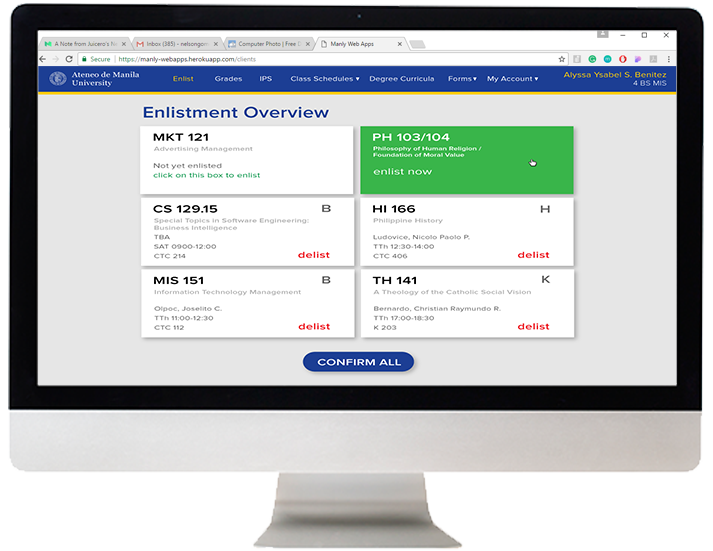 A Note from Juicero's N
Inbox (385) - nelsongom
Computer Photo | Free D
Manly Web Apps
Secure
https://manly-webapps.herokuapp.com/clients
Ateneo de Manila
University
Enlist
Grades
IPS
Class Schedules ▾
Degree Curricula
Forms ▾
My Account ▾
Alyssa Ysabel S. Benitez
4 BS MIS
Enlistment Overview
MKT 121
Advertising Management
Not yet enlisted
click on this box to enlist
PH 103/104
Philosophy of Human Religion /
Foundation of Moral Value
enlist now
CS 129.15
B
Special Topics in Software Engineering:
Business Intelligence
TBA
SAT 0900-12:00
CTC 214
delist
HI 166
H
Philippine History
Ludovice, Nicolo Paolo P.
TTh 12:30-14:00
CTC 406
delist
MIS 151
B
Information Technology Management
Olpoc, Joselito C.
TTh 11:00-12:30
CTC 112
delist
TH 141
K
A Theology of the Catholic Social Vision
Bernardo, Christian Raymundo R.
TTh 17:00-18:30
K 203
delist
CONFIRM ALL